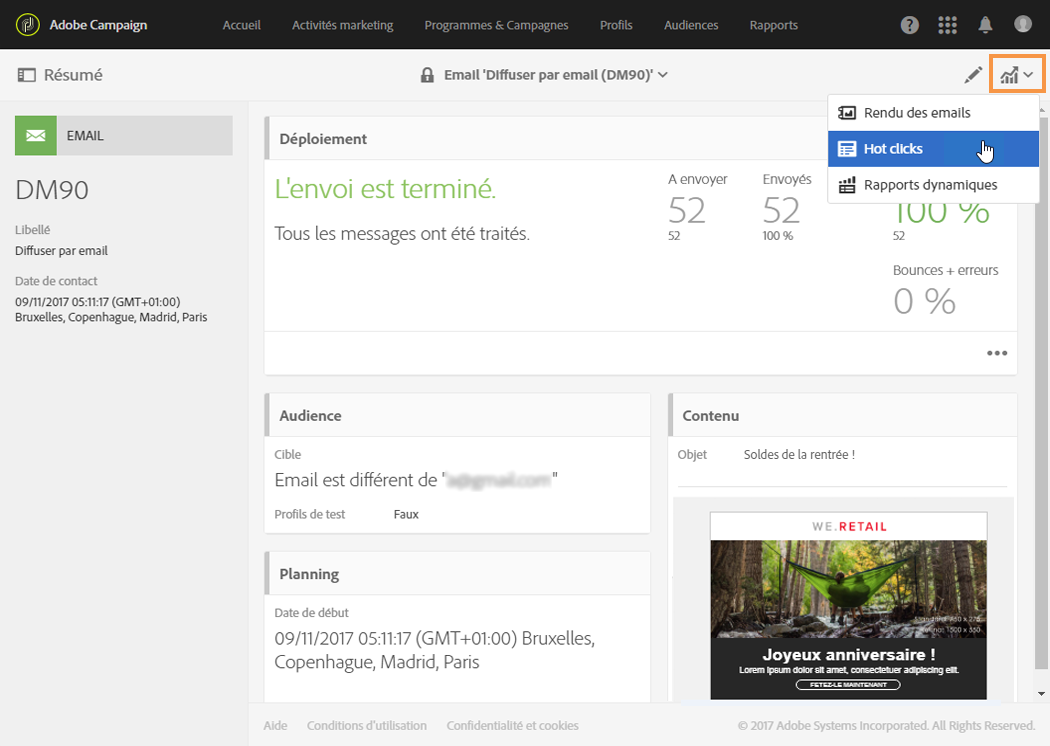 Adobe Campaign
Accueil
Activités marketing
Programmes & Campagnes
Profils
Audiences
Rapports
?
Résumé
Email 'Diffuser par email (DM90)'
Rendu des emails
Hot clicks
Rapports dynamiques
EMAIL
DM90
Libellé
Diffuser par email
Date de contact
09/11/2017 05:11:17 (GMT+01:00)
Bruxelles, Copenhague, Madrid, Paris
Déploiement
L'envoi est terminé.
Tous les messages ont été traités.
A envoyer
52
52
Envoyés
52
100 %
100 %
52
Bounces + erreurs
0 %
Audience
Cible
Email est différent de "a@gmail.com"
Profils de test Faux
Planning
Date de début
09/11/2017 05:11:17 (GMT+01:00) Bruxelles,
Copenhague, Madrid, Paris
Contenu
Objet Soldes de la rentrée !
WE.RETAIL
Joyeux anniversaire !
Lorem ipsum dolor sit amet, consectetuer adipiscing elit.
FETEZ-LE MAINTENANT
Aide
Conditions d'utilisation
Confidentialité et cookies
© 2017 Adobe Systems Incorporated. All Rights Reserved.